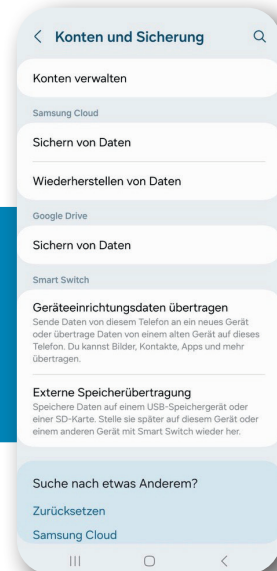 Konten und Sicherung
Konten verwalten
Samsung Cloud
Sichern von Daten
Wiederherstellen von Daten
Google Drive
Sichern von Daten
Smart Switch
Geräteeinrichtungsdaten übertragen
Sende Daten von diesem Telefon an ein neues Gerät
oder übertrage Daten von einem alten Gerät auf dieses
Telefon. Du kannst Bilder, Kontakte, Apps und mehr
übertragen.
Externe Speicherübertragung
Speichere Daten auf einem USB-Speichergerät oder
einer SD-Karte. Stelle sie später auf diesem Gerät oder
einem anderen Gerät mit Smart Switch wieder her.
Suche nach etwas Anderem?
Zurücksetzen
Samsung Cloud